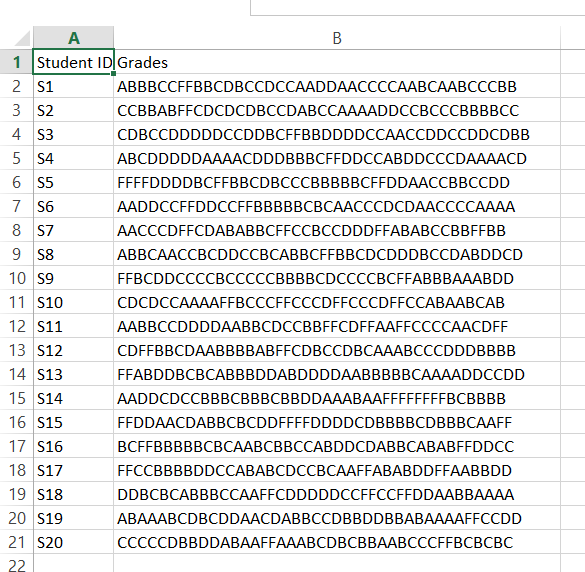 A B
1 Student ID Grades
2 S1 ABBBCCFFBBCDBCCDCCAADDAACCCCAABCAABCCCBB
3 S2 CCBBABFFCDCDCDBCCDABCCAAAADDCCBCCCBBBBCC
4 S3 CDBCCDDDDDCCDDBCFFBBDDDDCCAACCDDCCDDCDBB
5 S4 ABCDDDDDAAAACDDDBBBCFFDDCCABDDCCCDAAAACD
6 S5 FFFFDDDDBCFFBBCDBCCCBBBBBCFFDDAACCBBCCDD
7 S6 AADDCCFFDDCCFFBBBBBCBCAACCCDCDAACCCCAAAA
8 S7 AACCCDFFCDABABBCFFCCBCCDDDFFABABCCBBFFBB
9 S8 ABBCAACCBCDDCCBCABBCFFBBCDCDDDBCCDABDDCD
10 S9 FFBCDDCCCCBCCCCCBBBBCDCCCCBCFFABBBAAABDD
11 S10 CDCDCCAAAAFFBCCCFFCCCDFFCCCDFFCCABAABCAB
12 S11 AABBCCDDDDAABBCDCCBBFFCDFFAAFFCCCCAACDFF
13 S12 CDFFBBCDAABBBBABFFCDBCCDBCAAABCCCDDDBBBB
14 S13 FFABDDBCBCABBBDDABDDDDAABBBBBCAAAADDCCDD
15 S14 AADDCDCCBBBCBBBCBBDDAAABAAFFFFFFFFBCBBBB
16 S15 FFDDAACDABBCBCDDFFFFDDDDCDBBBBCDBBBCAAFF
17 S16 BCFFBBBBBCBCAABCBBCCABDDCDABBCABABFFDDCC
18 S17 FFCCBBBBDDCCABABCDCCBCAAFFABABDDFFAABBDD
19 S18 DDBCBCABBBCCAAFFCDDDDDCCFFCCFFDDAABBAAAA
20 S19 ABAAABCDBCDDAACDABBCCDBBDDBBABAAAAFFCCDD
21 S20 CCCCCDBBDDABAAFFAAABCDBCBBAABCCCFFBCBCBC
22